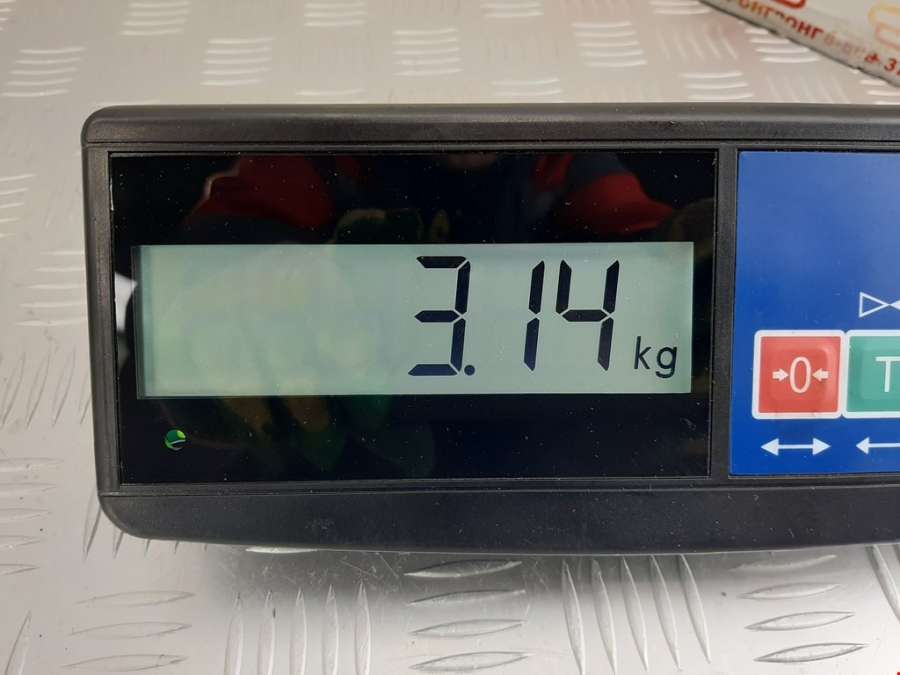 3.14 kg
→0←
T